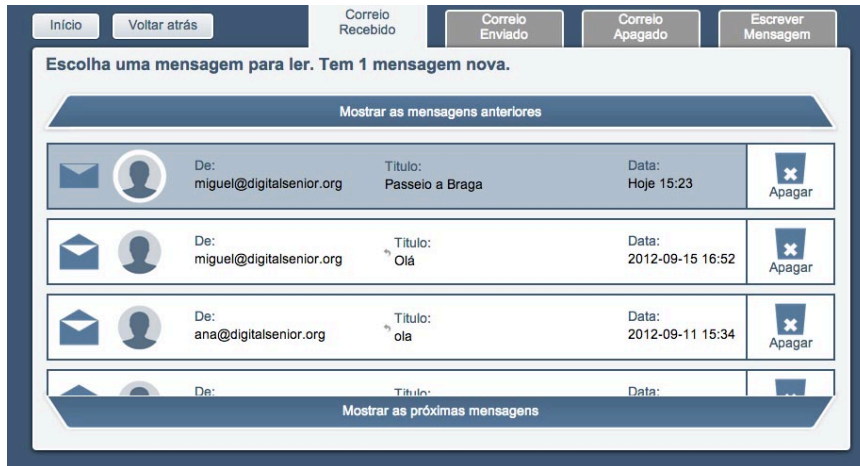 Início
Voltar atrás
Correio
Recebido
Correio
Enviado
Correio
Apagado
Escrever
Mensagem
Escolha uma mensagem para ler. Tem 1 mensagem nova.
Mostrar as mensagens anteriores
De: Titulo: Data:
miguel@digitalsenior.org Passeio a Braga Hoje 15:23
Apagar
De: Titulo: Data:
miguel@digitalsenior.org Olá 2012-09-15 16:52
Apagar
De: Titulo: Data:
ana@digitalsenior.org ola 2012-09-11 15:34
Apagar
De: Titulo: Data:
Mostrar as próximas mensagens